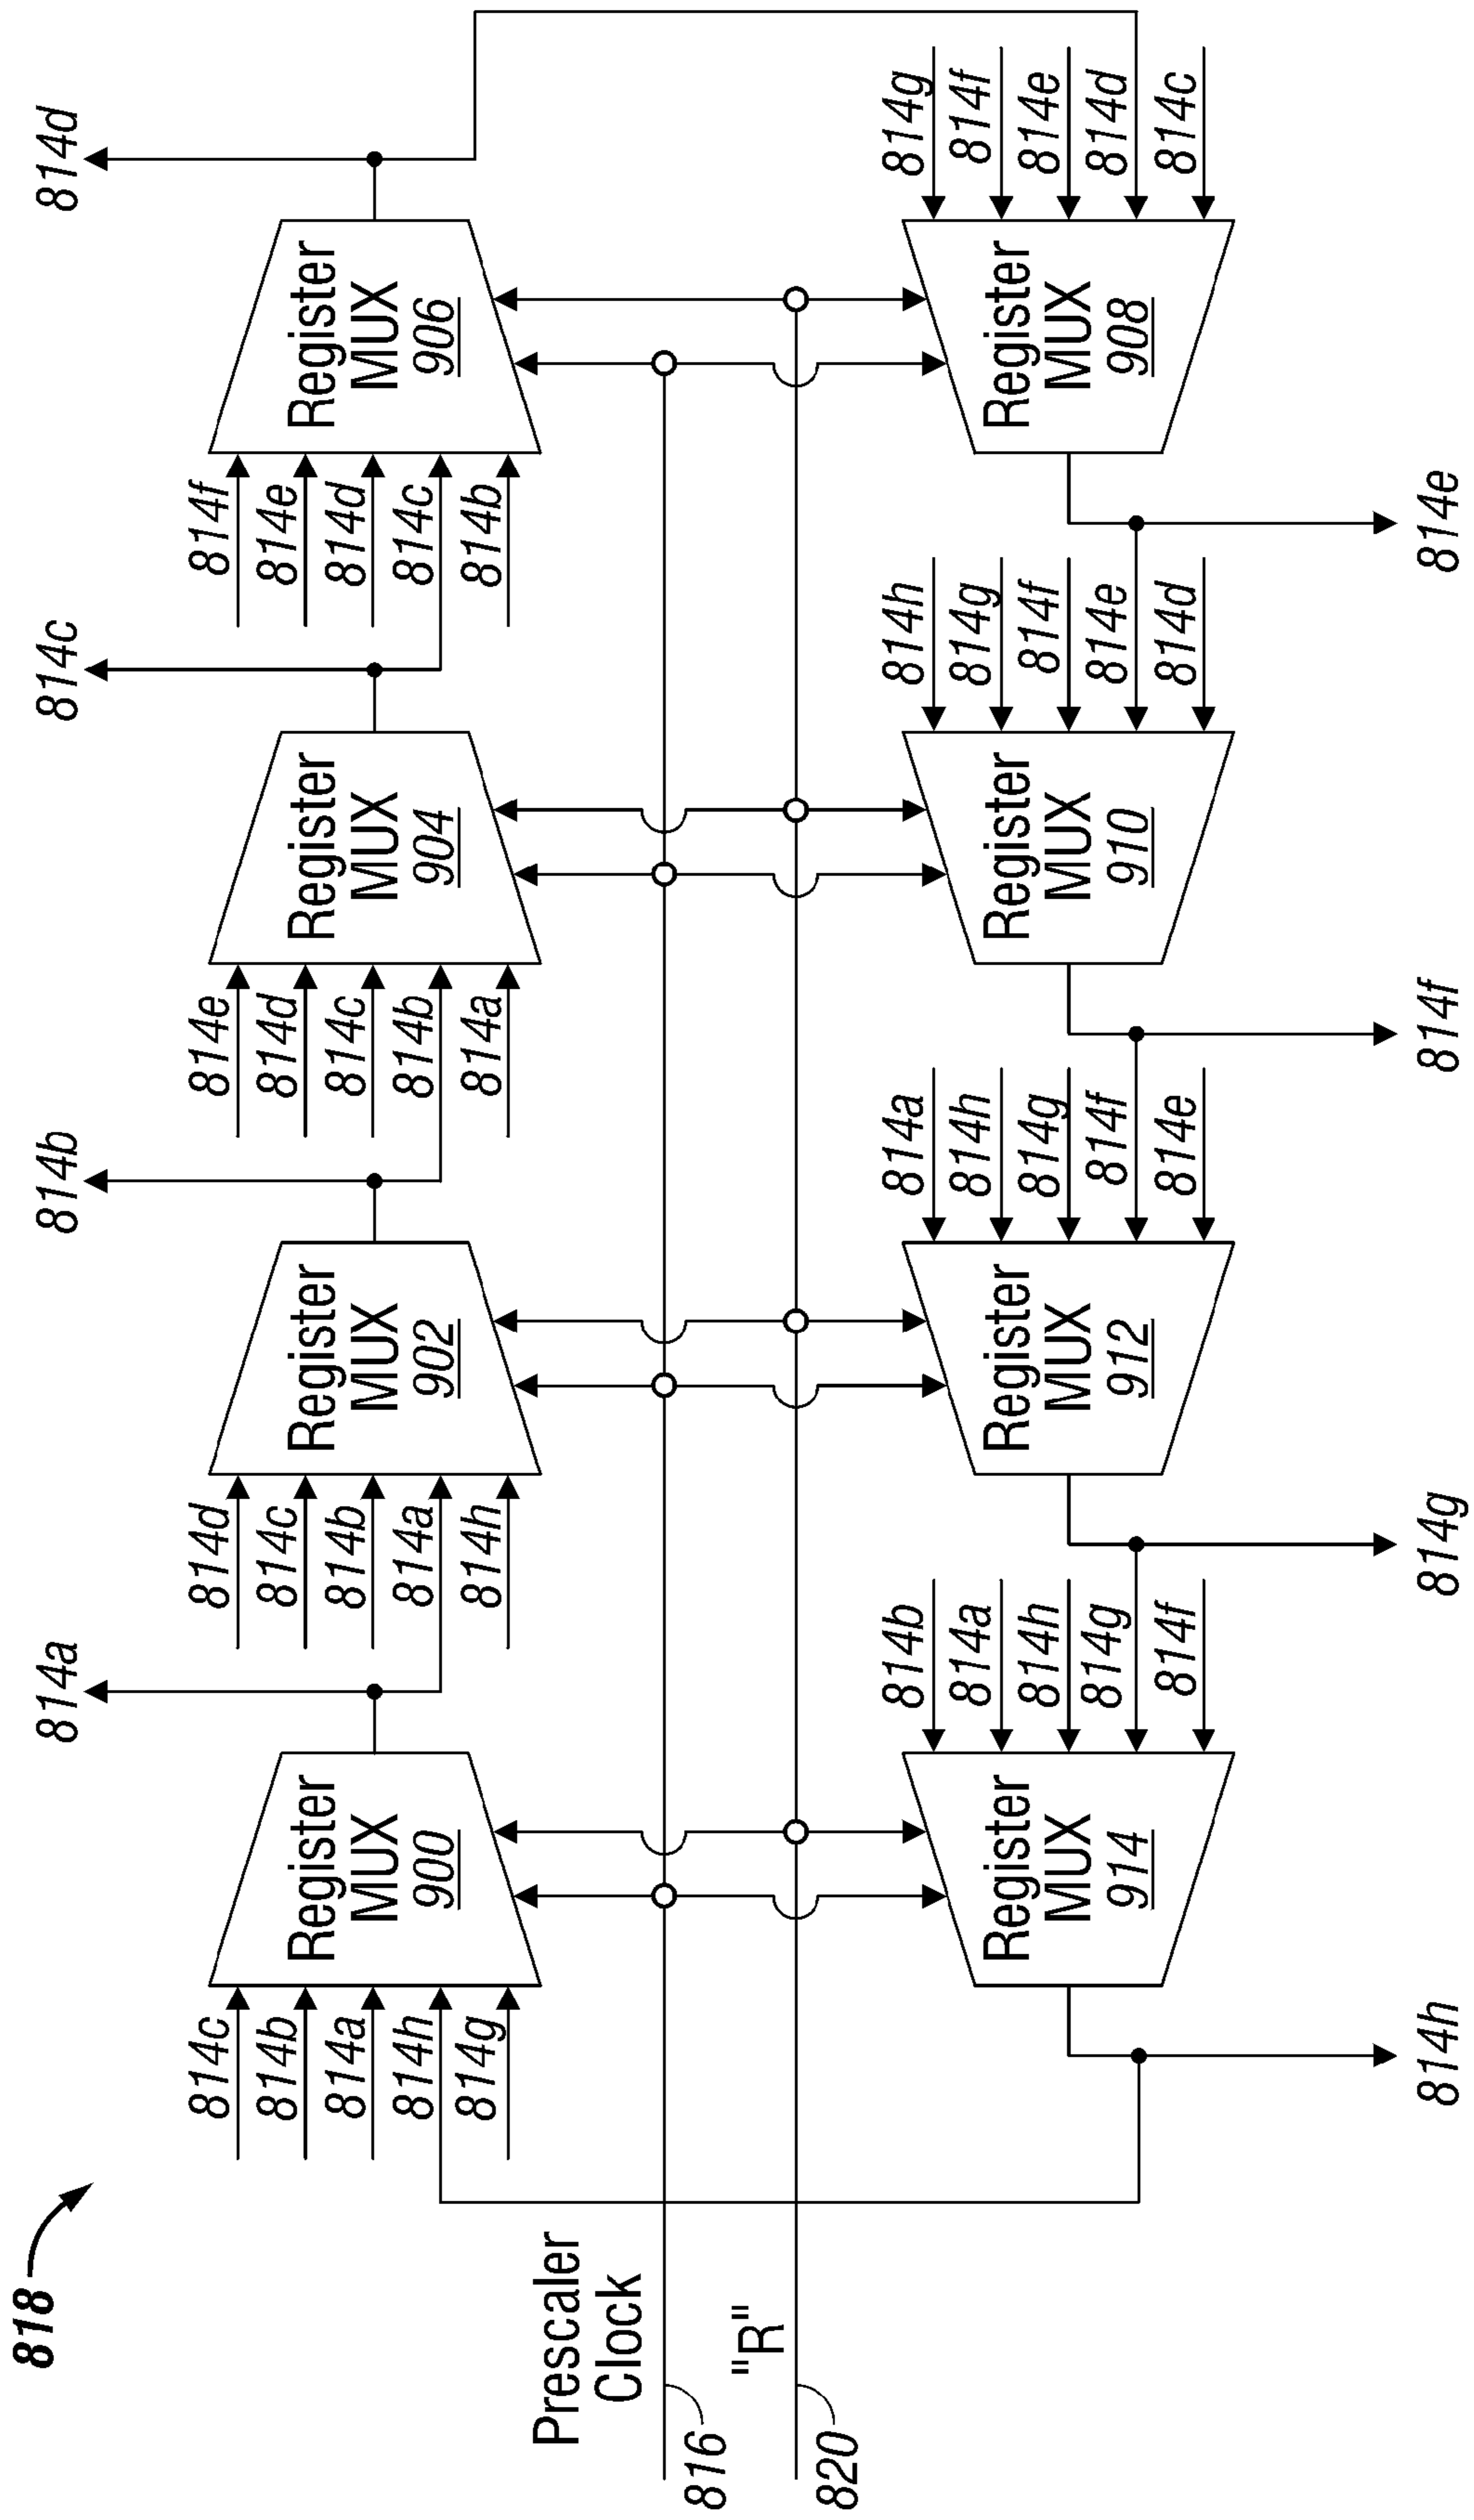 818
814a
814b
814c
814d
814c
814b
814a
814h
814g
Register
MUX
900
814d
814c
814b
814a
814h
Register
MUX
902
814e
814d
814c
814b
814a
Register
MUX
904
814f
814e
814d
814c
814b
Register
MUX
906
Prescaler
Clock
816
"R"
820
Register
MUX
914
814b
814a
814h
814g
814f
Register
MUX
912
814a
814h
814g
814f
814e
Register
MUX
910
814h
814g
814f
814e
814d
Register
MUX
908
814g
814f
814e
814d
814c
814h
814g
814f
814e